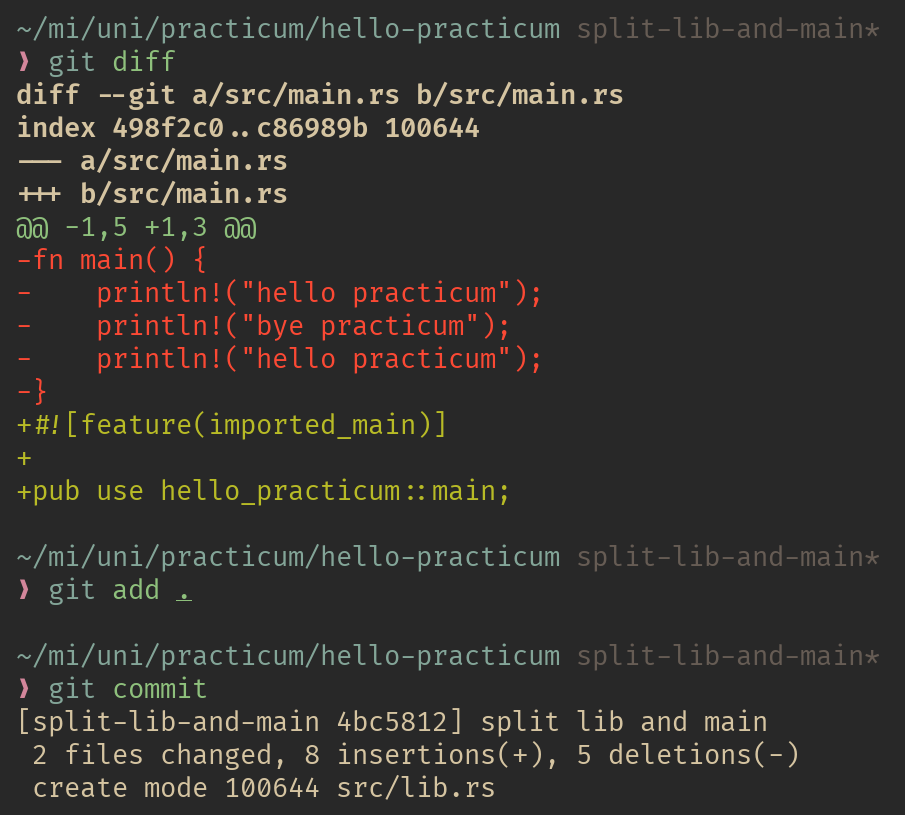 ~/mi/uni/practicum/hello-practicum split-lib-and-main*
❱ git diff
diff --git a/src/main.rs b/src/main.rs
index 498f2c0..c86989b 100644
--- a/src/main.rs
+++ b/src/main.rs
@@ -1,5 +1,3 @@
-fn main() {
-    println!("hello practicum");
-    println!("bye practicum");
-    println!("hello practicum");
-}
+#![feature(imported_main)]
+
+pub use hello_practicum::main;
~/mi/uni/practicum/hello-practicum split-lib-and-main*
❱ git add .
~/mi/uni/practicum/hello-practicum split-lib-and-main*
❱ git commit
[split-lib-and-main 4bc5812] split lib and main
 2 files changed, 8 insertions(+), 5 deletions(-)
 create mode 100644 src/lib.rs